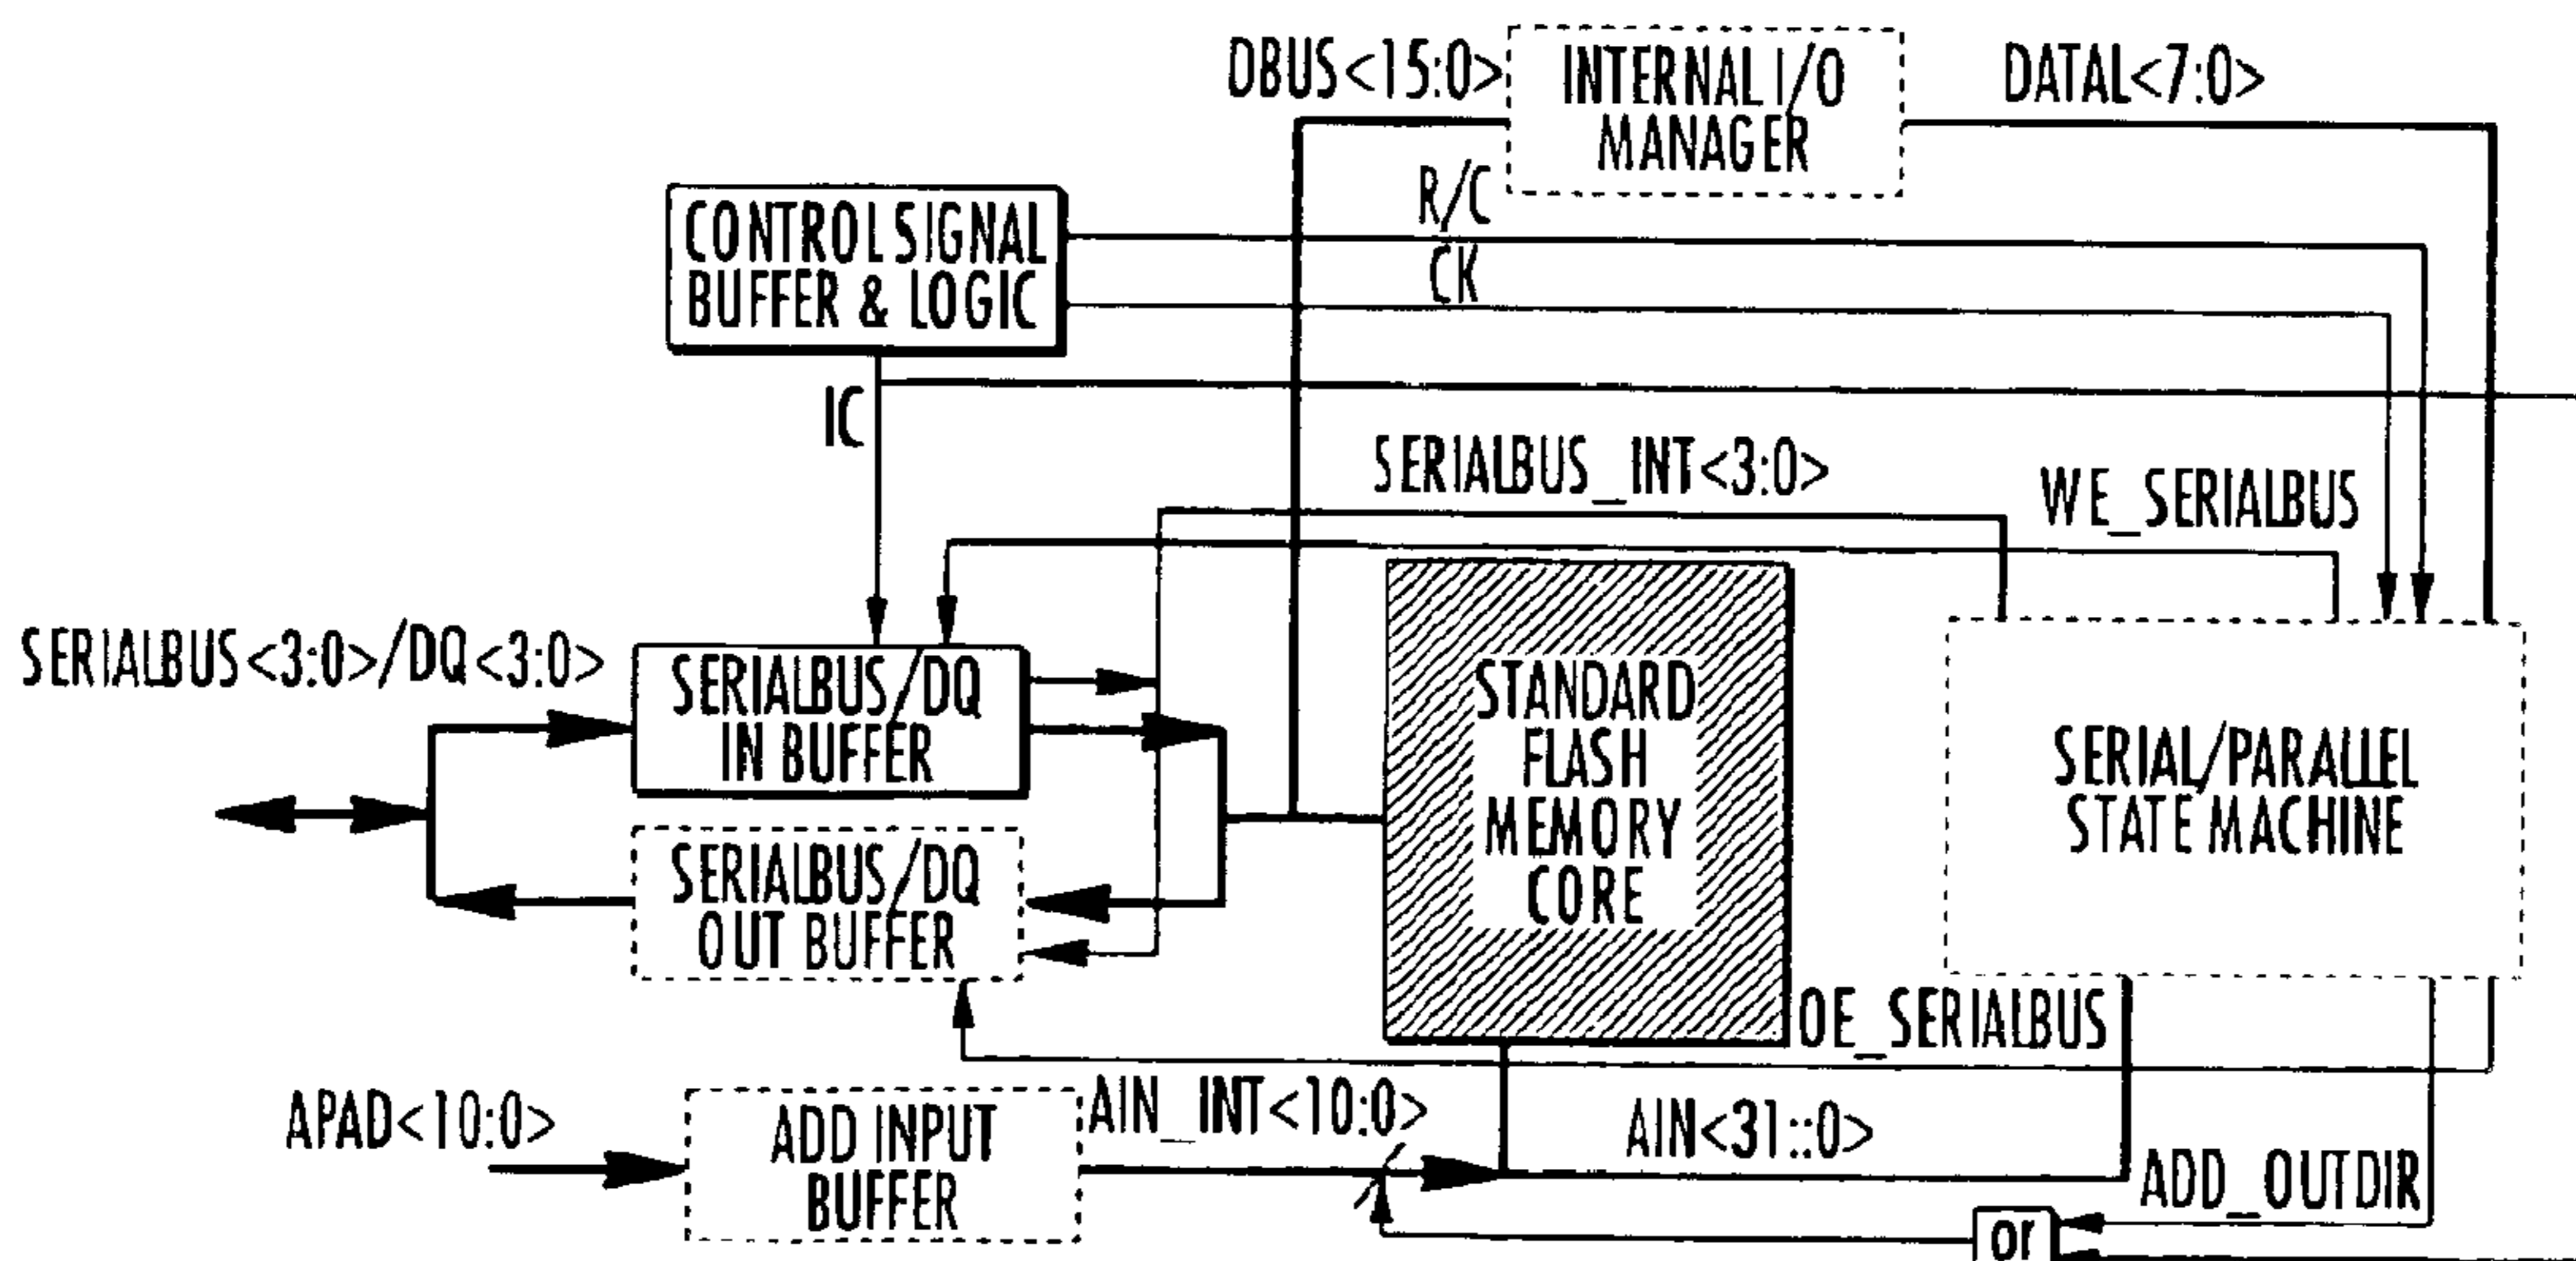 DBUS<15:0>
INTERNAL I/O
MANAGER
DATAL<7:0>
R/C
CONTROL SIGNAL
BUFFER & LOGIC
CK
IC
SERIALBUS_INT<3:0>
WE_SERIALBUS
SERIALBUS<3:0>/DQ<3:0>
SERIALBUS/DQ
IN BUFFER
STANDARD
FLASH
MEMORY
CORE
SERIAL/PARALLEL
STATE MACHINE
SERIALBUS/DQ
OUT BUFFER
OE_SERIALBUS
APAD<10:0>
ADD INPUT
BUFFER
AIN_INT<10:0>
AIN<31::0>
ADD_OUTDIR
or